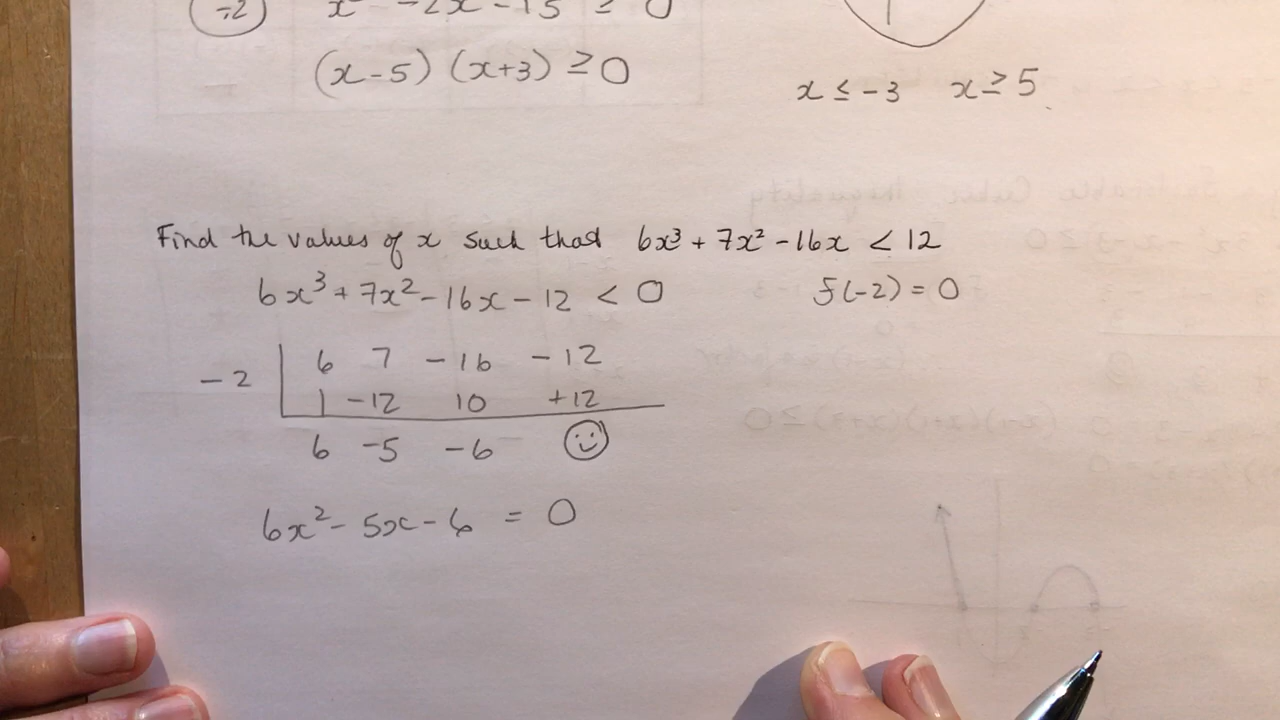 ÷2 x² - 2x - 15 ≥ 0
(x-5) (x+3) ≥ 0
x ≤ -3 x ≥ 5
Find the values of x such that 6x³ + 7x² - 16x < 12
6x³ + 7x² - 16x - 12 < 0 f(-2) = 0
-2 | 6 7 -16 -12
↓ -12 10 +12
6 -5 -6 ☺
6x² - 5x - 6 = 0